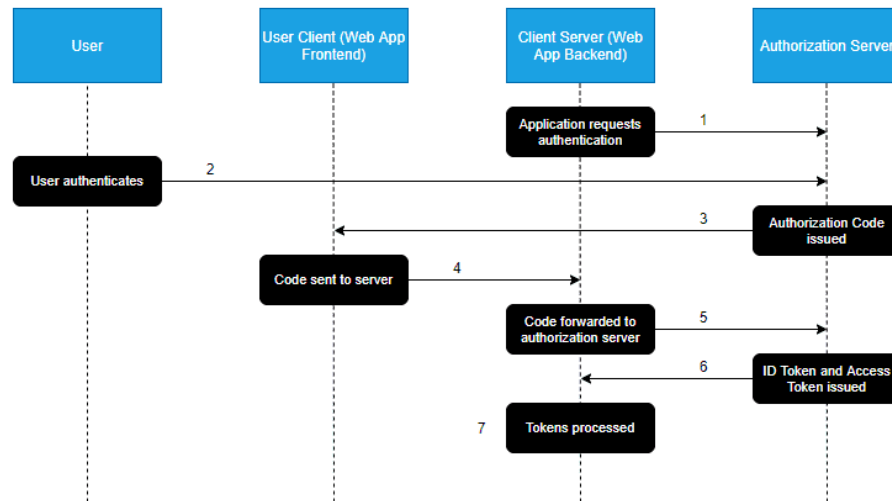 User
User Client (Web App
Frontend)
Client Server (Web
App Backend)
Authorization Server
Application requests
authentication
1
User authenticates
2
3
Authorization Code
issued
Code sent to server
4
Code forwarded to
authorization server
5
6
ID Token and Access
Token issued
7
Tokens processed